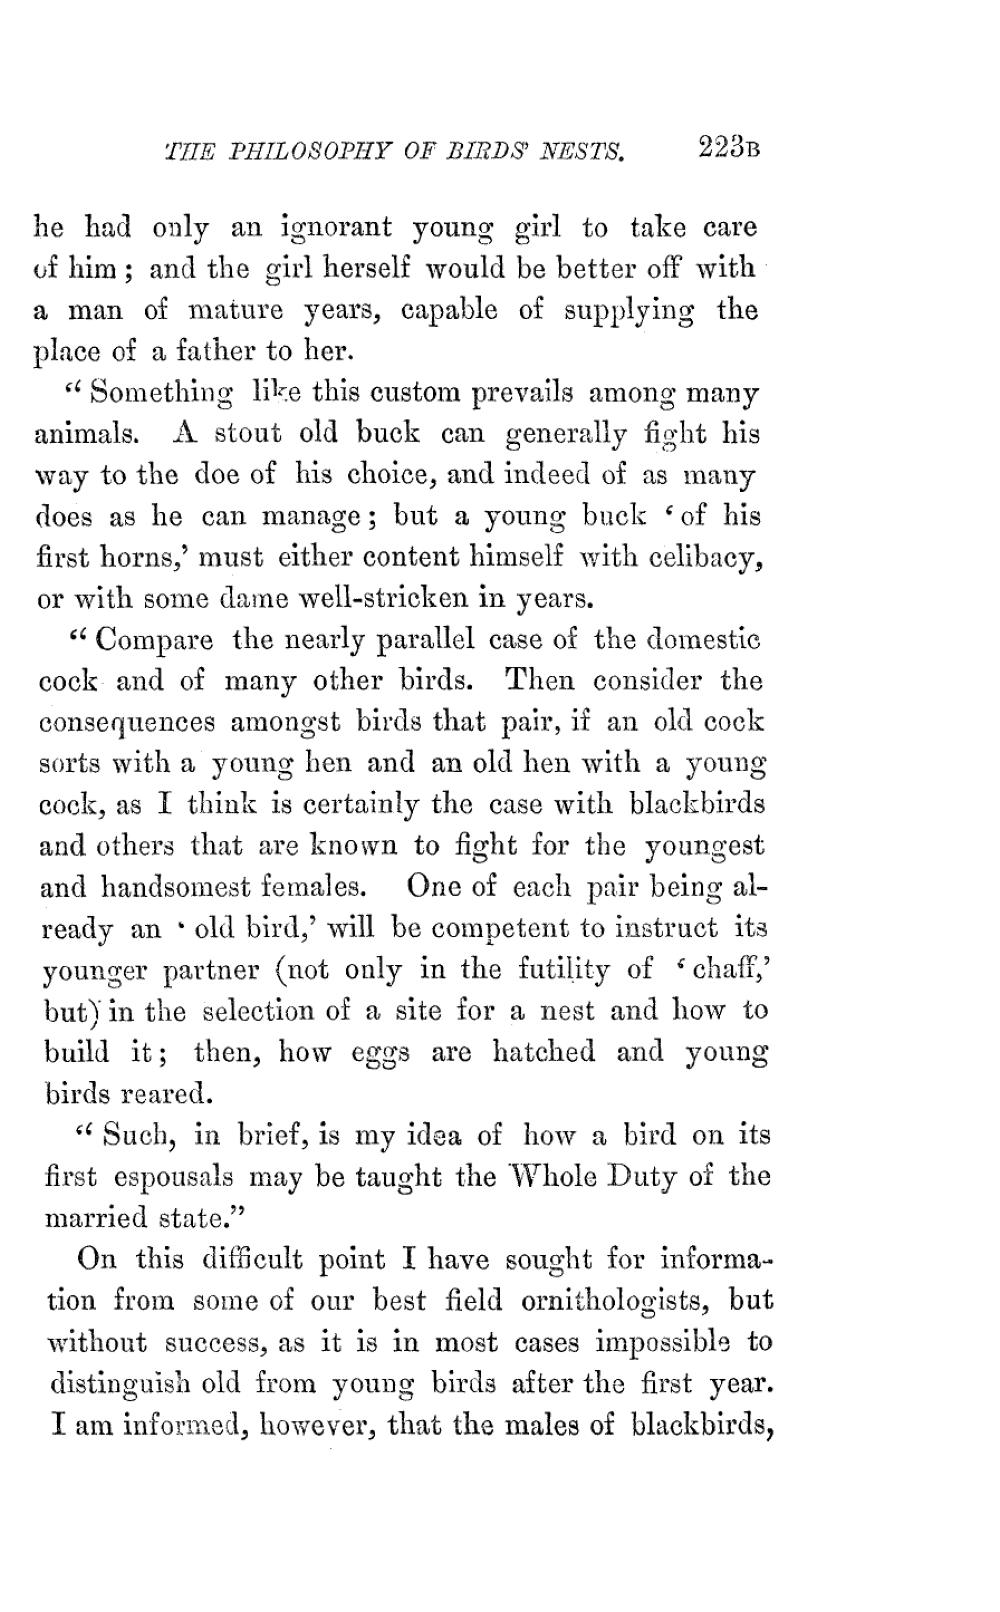 THE PHILOSOPHY OF BIRDS' NESTS. 223B
he had only an ignorant young girl to take care
of him; and the girl herself would be better off with
a man of mature years, capable of supplying the
place of a father to her.
"Something like this custom prevails among many
animals. A stout old buck can generally fight his
way to the doe of his choice, and indeed of as many
does as he can manage; but a young buck 'of his
first horns,' must either content himself with celibacy,
or with some dame well-stricken in years.
"Compare the nearly parallel case of the domestic
cock and of many other birds. Then consider the
consequences amongst birds that pair, if an old cock
sorts with a young hen and an old hen with a young
cock, as I think is certainly the case with blackbirds
and others that are known to fight for the youngest
and handsomest females. One of each pair being al-
ready an 'old bird,' will be competent to instruct its
younger partner (not only in the futility of 'chaff,'
but) in the selection of a site for a nest and how to
build it; then, how eggs are hatched and young
birds reared.
"Such, in brief, is my idea of how a bird on its
first espousals may be taught the Whole Duty of the
married state."
On this difficult point I have sought for informa-
tion from some of our best field ornithologists, but
without success, as it is in most cases impossible to
distinguish old from young birds after the first year.
I am informed, however, that the males of blackbirds,